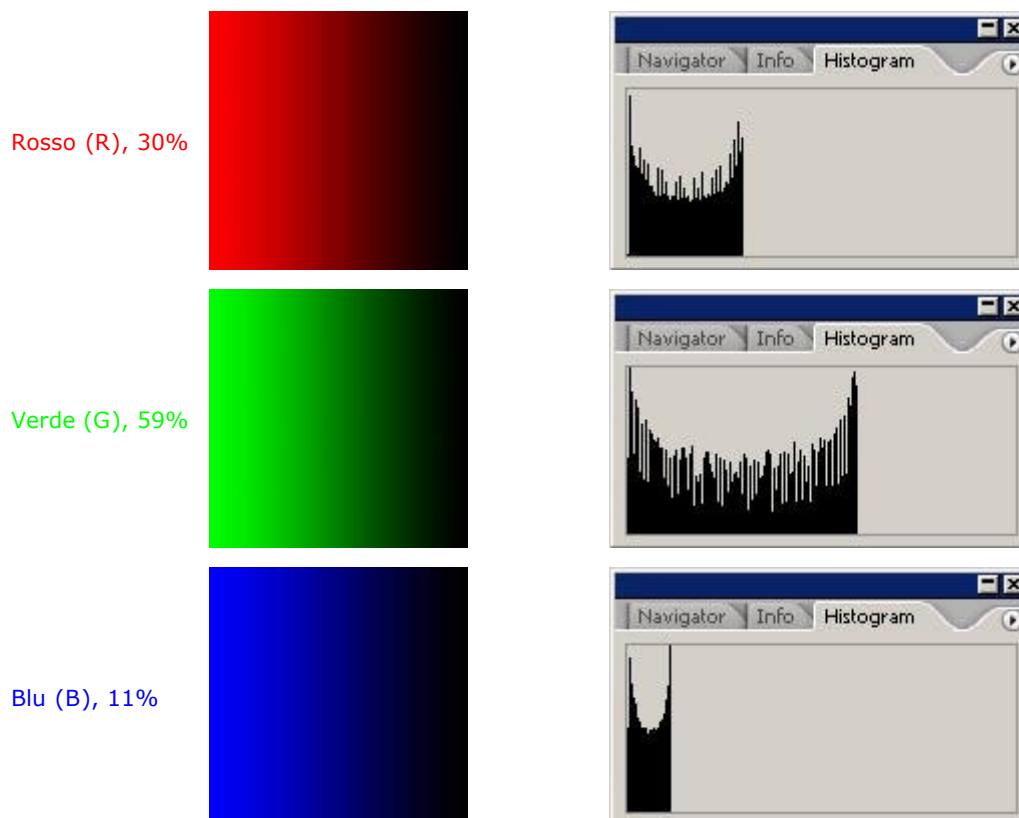 Navigator Info Histogram
Rosso (R), 30%
Navigator Info Histogram
Verde (G), 59%
Navigator Info Histogram
Blu (B), 11%